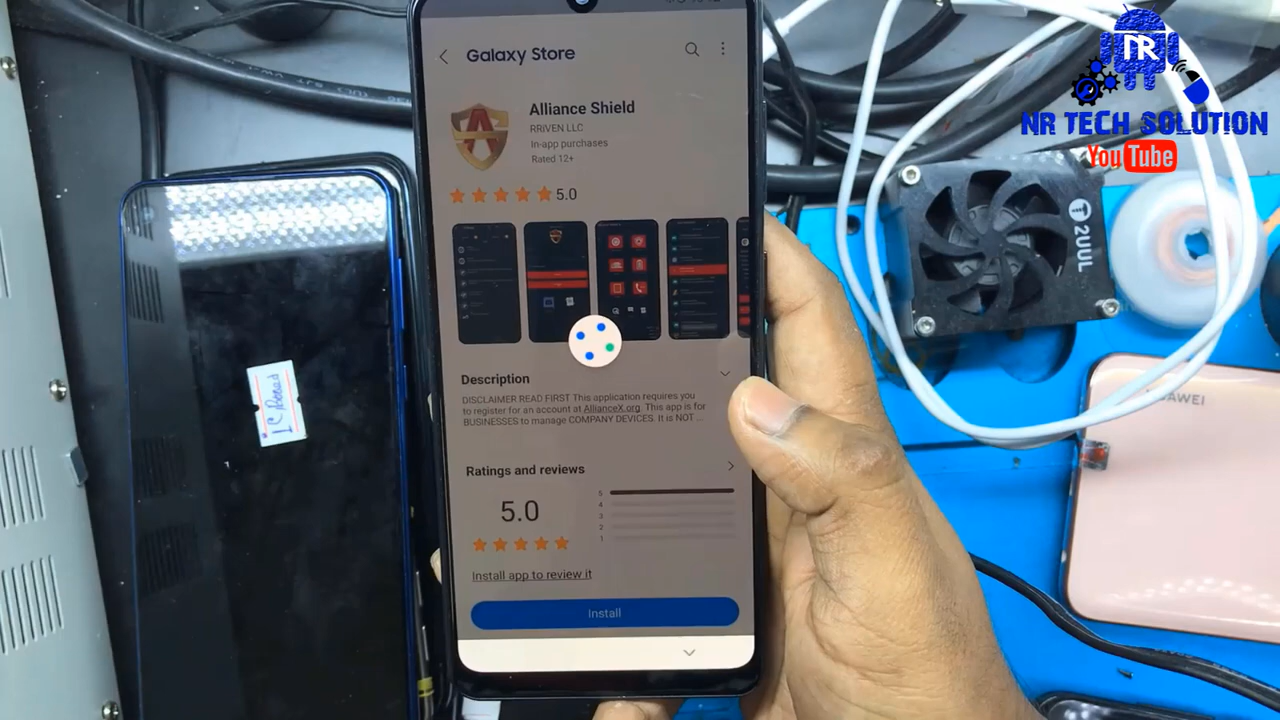 Galaxy Store
Alliance Shield
RRIVEN LLC
In-app purchases
Rated 12+
5.0
Description
DISCLAIMER READ FIRST This application requires you
to register for an account at AllianceX.org. This app is for
BUSINESSES to manage COMPANY DEVICES. It is NOT ...
Ratings and reviews
5.0
5
4
3
2
1
Install app to review it
Install
NR
NR TECH SOLUTION
YouTube
2UUL
HUAWEI